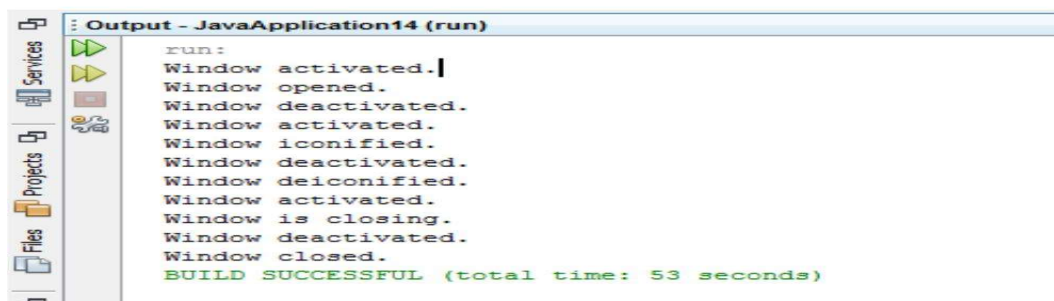 Output - JavaApplication14 (run)
Services
Projects
Files
run:
Window activated.
Window opened.
Window deactivated.
Window activated.
Window iconified.
Window deactivated.
Window deiconified.
Window activated.
Window is closing.
Window deactivated.
Window closed.
BUILD SUCCESSFUL (total time: 53 seconds)